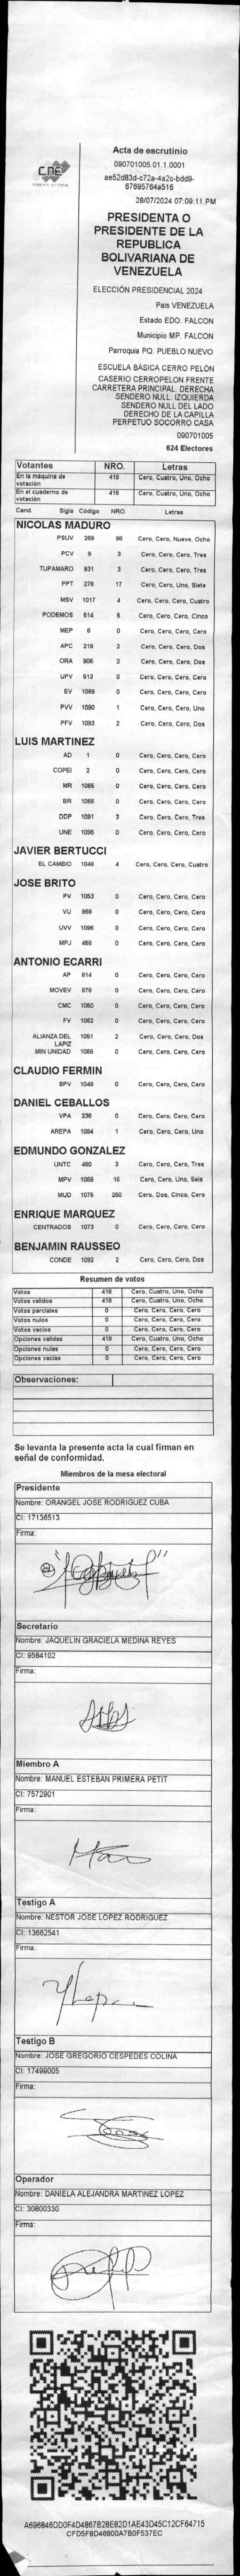 CNE
Acta de escrutinio
090701005.01.1.0001
ae52d83d-c72a-4a2c-bdd9-
67695764a516
28/07/2024 07:09:11 PM
PRESIDENTA O
PRESIDENTE DE LA
REPUBLICA
BOLIVARIANA DE
VENEZUELA
ELECCIÓN PRESIDENCIAL 2024
Pais VENEZUELA
Estado EDO. FALCON
Municipio MP. FALCON
Parroquia PQ. PUEBLO NUEVO
ESCUELA BÁSICA CERRO PELÓN
CASERIO CERROPELON FRENTE
CARRETERA PRINCIPAL. DERECHA
SENDERO NULL. IZQUIERDA
SENDERO NULL DEL LADO
DERECHO DE LA CAPILLA
PERPETUO SOCORRO CASA
090701005
624 Electores
Votantes NRO. Letras
En la máquina de votación 418 Cero, Cuatro, Uno, Ocho
En el cuaderno de votación 418 Cero, Cuatro, Uno, Ocho
Cand. Sigla Código NRO. Letras
NICOLAS MADURO
PSUV 269 98 Cero, Cero, Nueve, Ocho
PCV 9 3 Cero, Cero, Cero, Tres
TUPAMARO 931 3 Cero, Cero, Cero, Tres
PPT 276 17 Cero, Cero, Uno, Siete
MSV 1017 4 Cero, Cero, Cero, Cuatro
PODEMOS 514 5 Cero, Cero, Cero, Cinco
MEP 6 0 Cero, Cero, Cero, Cero
APC 219 2 Cero, Cero, Cero, Dos
ORA 906 2 Cero, Cero, Cero, Dos
UPV 513 0 Cero, Cero, Cero, Cero
EV 1089 0 Cero, Cero, Cero, Cero
PVV 1090 1 Cero, Cero, Cero, Uno
PFV 1093 2 Cero, Cero, Cero, Dos
LUIS MARTINEZ
AD 1 0 Cero, Cero, Cero, Cero
COPEI 2 0 Cero, Cero, Cero, Cero
MR 1065 0 Cero, Cero, Cero, Cero
BR 1066 0 Cero, Cero, Cero, Cero
DDP 1091 3 Cero, Cero, Cero, Tres
UNE 1095 0 Cero, Cero, Cero, Cero
JAVIER BERTUCCI
EL CAMBIO 1048 4 Cero, Cero, Cero, Cuatro
JOSE BRITO
PV 1053 0 Cero, Cero, Cero, Cero
VU 868 0 Cero, Cero, Cero, Cero
UVV 1096 0 Cero, Cero, Cero, Cero
MPJ 458 0 Cero, Cero, Cero, Cero
ANTONIO ECARRI
AP 814 0 Cero, Cero, Cero, Cero
MOVEV 878 0 Cero, Cero, Cero, Cero
CMC 1050 0 Cero, Cero, Cero, Cero
FV 1062 0 Cero, Cero, Cero, Cero
ALIANZA DEL LAPIZ 1051 2 Cero, Cero, Cero, Dos
MIN UNIDAD 1068 0 Cero, Cero, Cero, Cero
CLAUDIO FERMIN
SPV 1049 0 Cero, Cero, Cero, Cero
DANIEL CEBALLOS
VPA 236 0 Cero, Cero, Cero, Cero
AREPA 1094 1 Cero, Cero, Cero, Uno
EDMUNDO GONZALEZ
UNTC 460 3 Cero, Cero, Cero, Tres
MPV 1069 16 Cero, Cero, Uno, Seis
MUD 1075 250 Cero, Dos, Cinco, Cero
ENRIQUE MARQUEZ
CENTRADOS 1073 0 Cero, Cero, Cero, Cero
BENJAMIN RAUSSEO
CONDE 1092 2 Cero, Cero, Cero, Dos
Resumen de votos
Votos 418 Cero, Cuatro, Uno, Ocho
Votos validos 418 Cero, Cuatro, Uno, Ocho
Votos parciales 0 Cero, Cero, Cero, Cero
Votos nulos 0 Cero, Cero, Cero, Cero
Votos vacios 0 Cero, Cero, Cero, Cero
Opciones validas 418 Cero, Cuatro, Uno, Ocho
Opciones nulas 0 Cero, Cero, Cero, Cero
Opciones vacias 0 Cero, Cero, Cero, Cero
Observaciones:
Se levanta la presente acta la cual firman en
señal de conformidad.
Miembros de la mesa electoral
Presidente
Nombre: ORANGEL JOSE RODRIGUEZ CUBA
CI: 17136513
Firma:
Secretario
Nombre: JAQUELIN GRACIELA MEDINA REYES
CI: 9584102
Firma:
Miembro A
Nombre: MANUEL ESTEBAN PRIMERA PETIT
CI: 7572901
Firma:
Testigo A
Nombre: NESTOR JOSE LOPEZ RODRIGUEZ
CI: 13662541
Firma:
Testigo B
Nombre: JOSE GREGORIO CESPEDES COLINA
CI: 17499005
Firma:
Operador
Nombre: DANIELA ALEJANDRA MARTINEZ LOPEZ
CI: 30800330
Firma:
A696846DD0F4D4867B28E82D1AE43D45C12CF64715
CFD5F8D46800A7B0F537EC